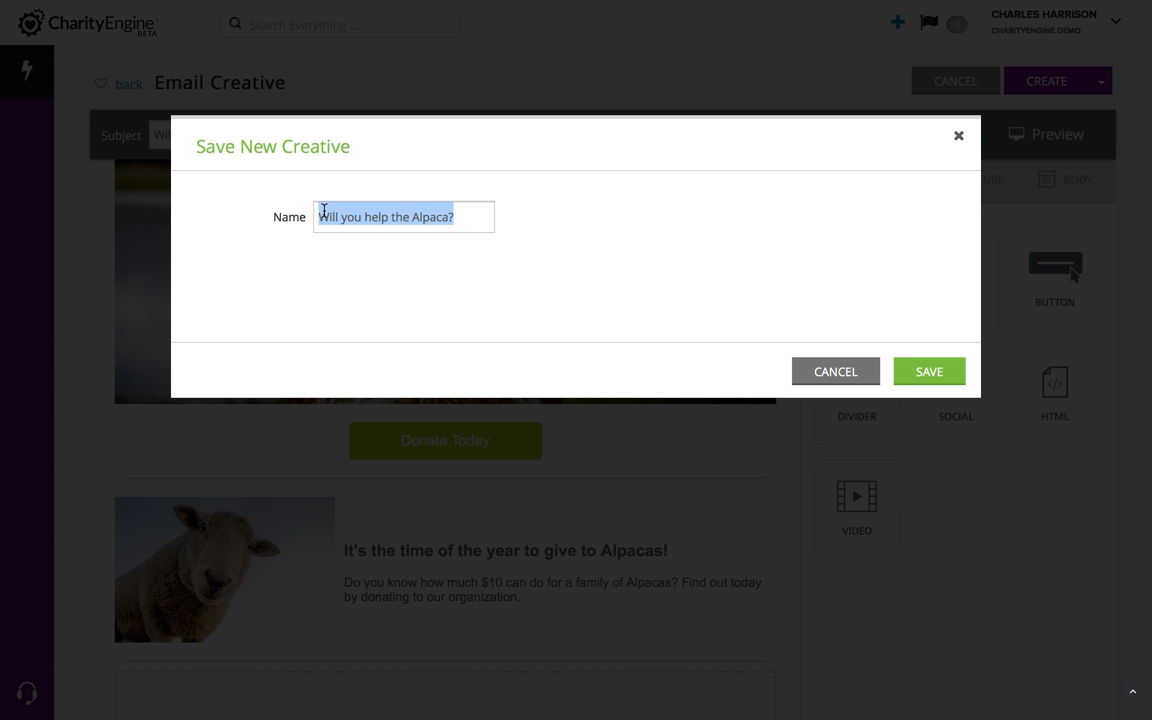 CharityEngine
BETA
Search Everything ...
0
CHARLES HARRISON
CHARITYENGINE DEMO
back
Email Creative
CANCEL
CREATE
Subject
Wil
Preview
Save New Creative
URE
BODY
Name
Will you help the Alpaca?
BUTTON
CANCEL
SAVE
DIVIDER
SOCIAL
HTML
Donate Today
VIDEO
It's the time of the year to give to Alpacas!
Do you know how much $10 can do for a family of Alpacas? Find out today
by donating to our organization.